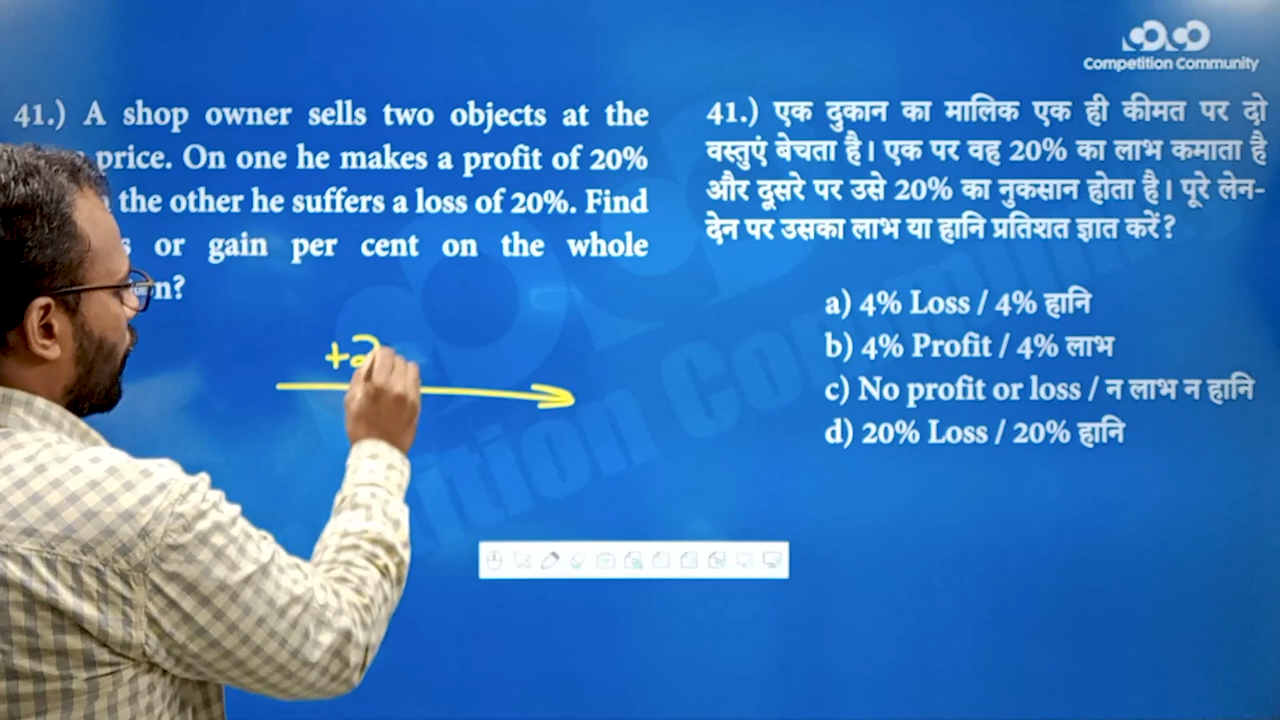 Competition Community
41.) A shop owner sells two objects at the
price. On one he makes a profit of 20%
the other he suffers a loss of 20%. Find
or gain per cent on the whole
41.) एक दुकान का मालिक एक ही कीमत पर दो
वस्तुएं बेचता है। एक पर वह 20% का लाभ कमाता है
और दूसरे पर उसे 20% का नुकसान होता है। पूरे लेन-
देन पर उसका लाभ या हानि प्रतिशत ज्ञात करें?
a) 4% Loss / 4% हानि
b) 4% Profit / 4% लाभ
c) No profit or loss / न लाभ न हानि
d) 20% Loss / 20% हानि
+2